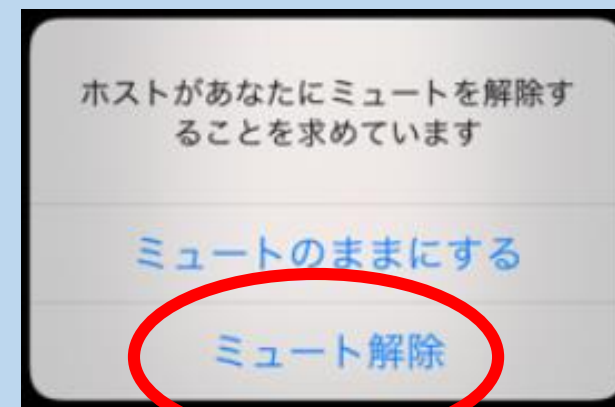 ホストがあなたにミュートを解除す
ることを求めています
ミュートのままにする
ミュート解除